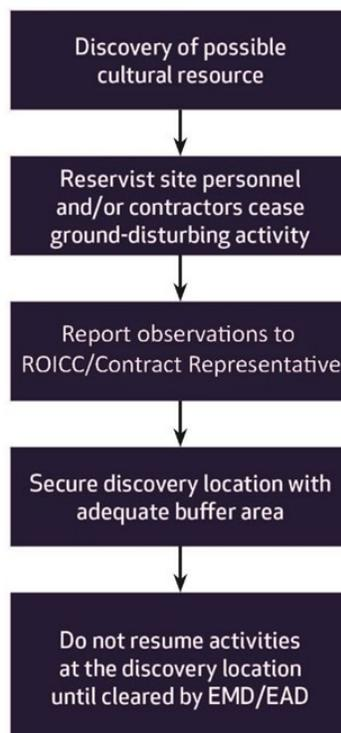 Discovery of possible
cultural resource
Reservist site personnel
and/or contractors cease
ground-disturbing activity
Report observations to
ROICC/Contract Representative
Secure discovery location with
adequate buffer area
Do not resume activities
at the discovery location
until cleared by EMD/EAD